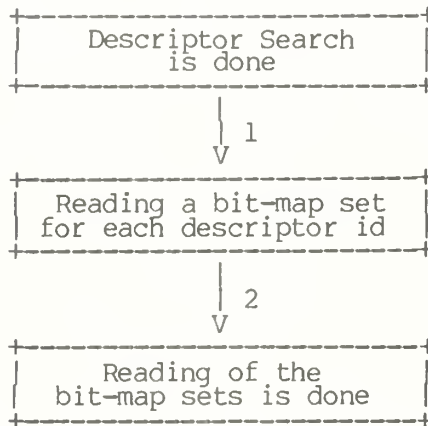 Descriptor Search
is done
1
Reading a bit-map set
for each descriptor id
2
Reading of the
bit-map sets is done